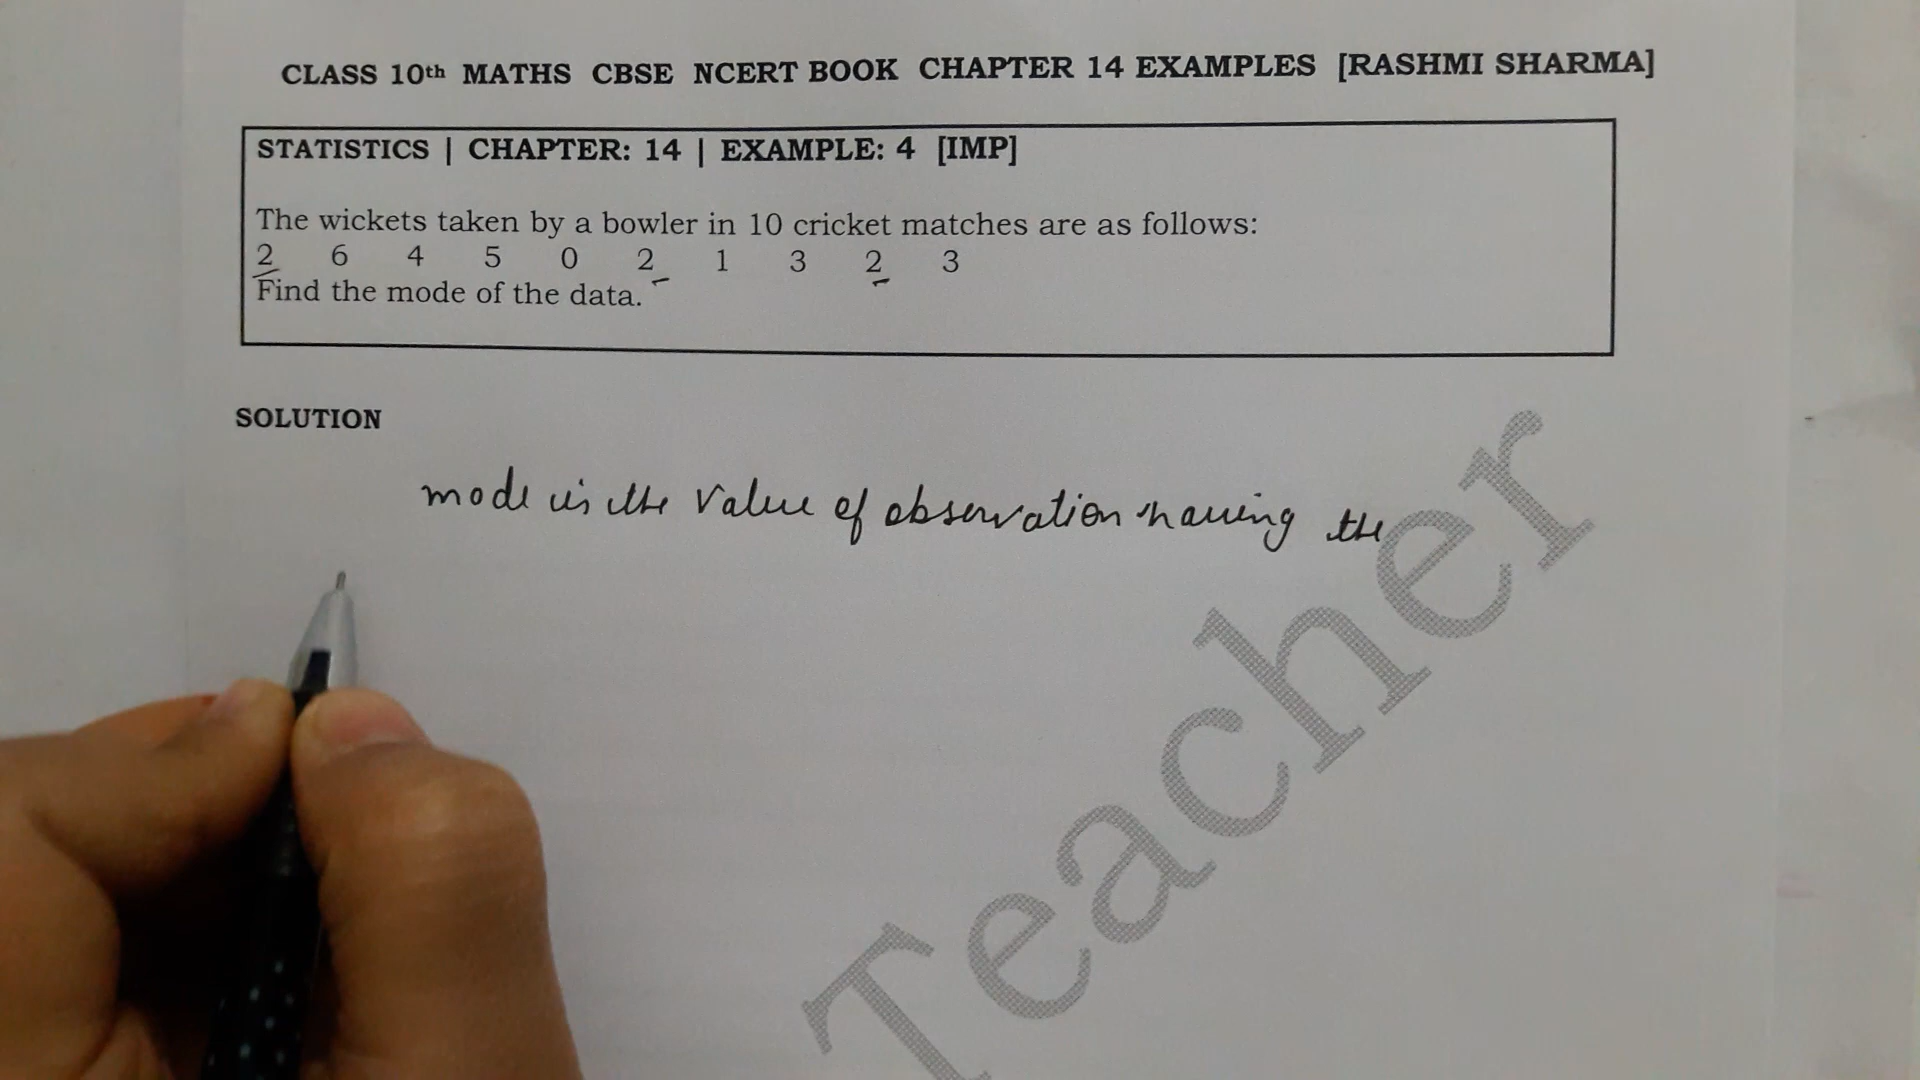 CLASS 10th MATHS CBSE NCERT BOOK CHAPTER 14 EXAMPLES [RASHMI SHARMA]
STATISTICS | CHAPTER: 14 | EXAMPLE: 4 [IMP]
The wickets taken by a bowler in 10 cricket matches are as follows:
2 6 4 5 0 2 1 3 2 3
Find the mode of the data.
SOLUTION
mode is the value of observation having the
Teacher